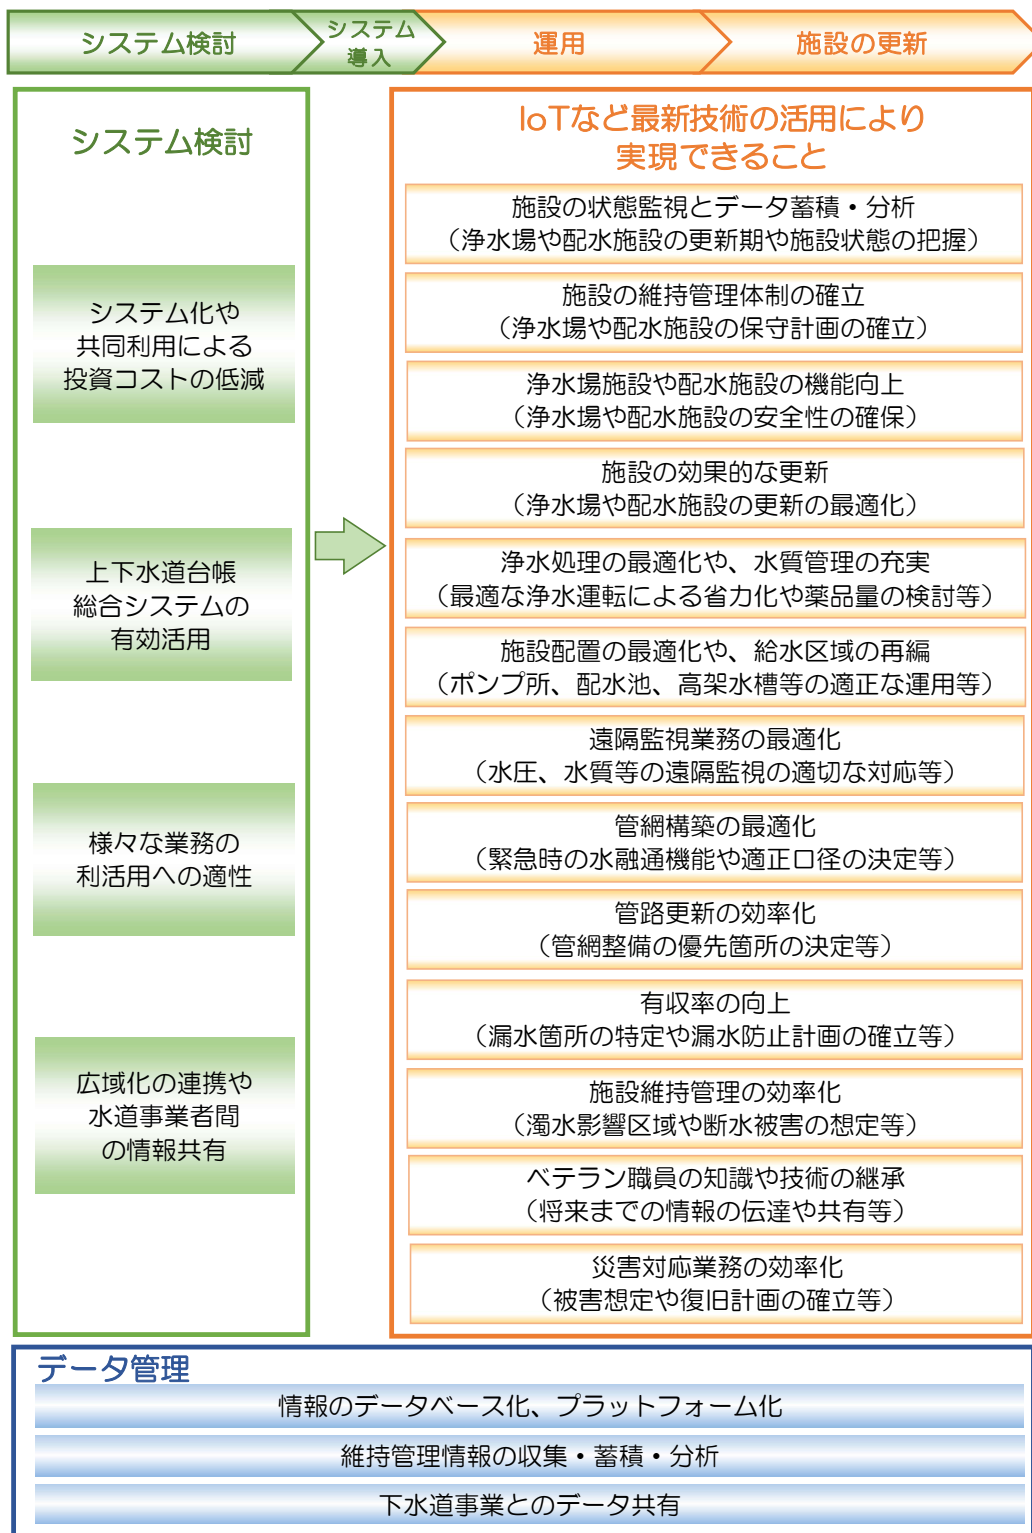 システム検討
システム
導入
運用
施設の更新
システム検討
システム化や
共同利用による
投資コストの低減
上下水道台帳
総合システムの
有効活用
様々な業務の
利活用への適性
広域化の連携や
水道事業者間
の情報共有
IoTなど最新技術の活用により
実現できること
施設の状態監視とデータ蓄積・分析
（浄水場や配水施設の更新期や施設状態の把握）
施設の維持管理体制の確立
（浄水場や配水施設の保守計画の確立）
浄水場施設や配水施設の機能向上
（浄水場や配水施設の安全性の確保）
施設の効果的な更新
（浄水場や配水施設の更新の最適化）
浄水処理の最適化や、水質管理の充実
（最適な浄水運転による省力化や薬品量の検討等）
施設配置の最適化や、給水区域の再編
（ポンプ所、配水池、高架水槽等の適正な運用等）
遠隔監視業務の最適化
（水圧、水質等の遠隔監視の適切な対応等）
管網構築の最適化
（緊急時の水融通機能や適正口径の決定等）
管路更新の効率化
（管網整備の優先箇所の決定等）
有収率の向上
（漏水箇所の特定や漏水防止計画の確立等）
施設維持管理の効率化
（濁水影響区域や断水被害の想定等）
ベテラン職員の知識や技術の継承
（将来までの情報の伝達や共有等）
災害対応業務の効率化
（被害想定や復旧計画の確立等）
データ管理
情報のデータベース化、プラットフォーム化
維持管理情報の収集・蓄積・分析
下水道事業とのデータ共有